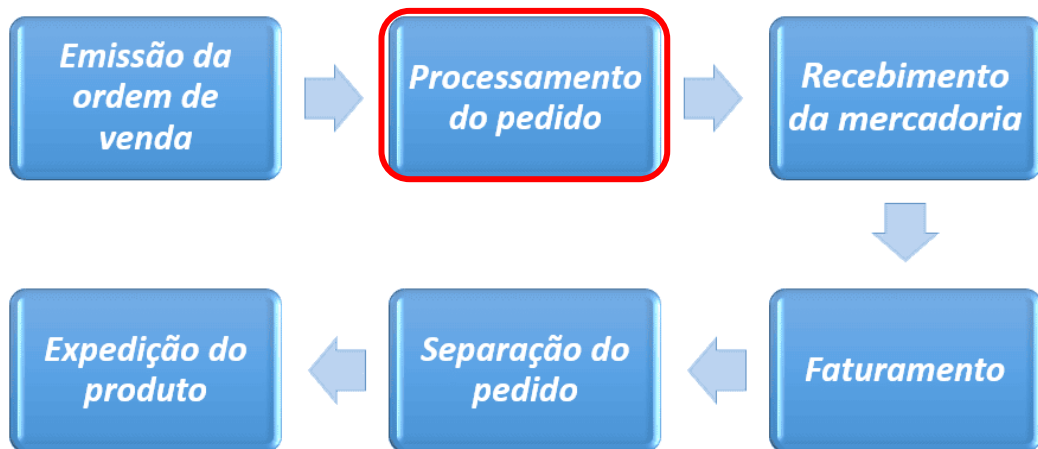 Emissão da
ordem de
venda
Processamento
do pedido
Recebimento
da mercadoria
Faturamento
Separação do
pedido
Expedição do
produto